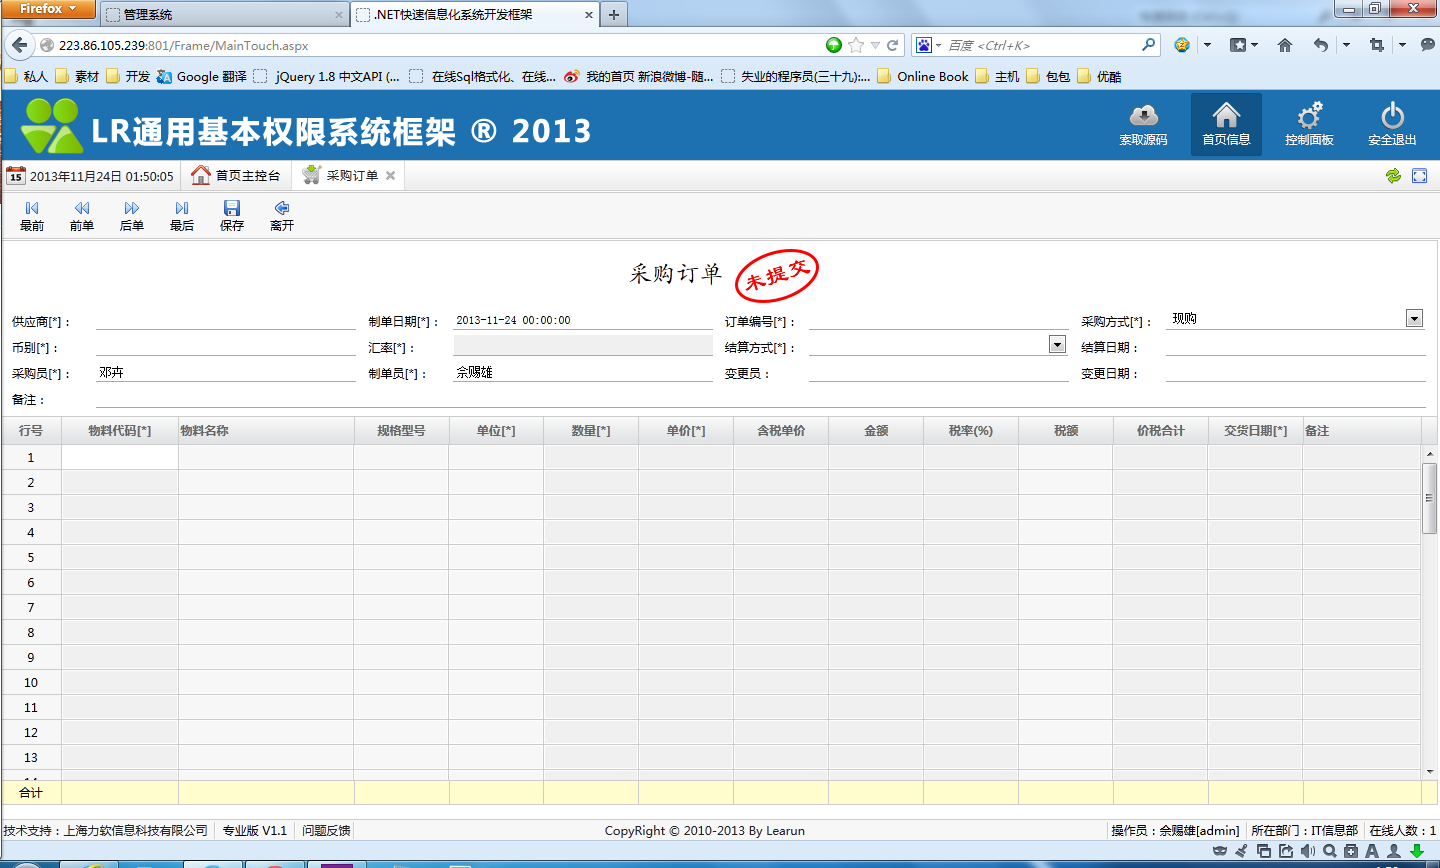 Firefox
管理系统
.NET快速信息化系统开发框架
223.86.105.239:801/Frame/MainTouch.aspx
百度 <Ctrl+K>
私人 素材 开发 Google 翻译 jQuery 1.8 中文API (... 在线Sql格式化、在线... 我的首页 新浪微博-随... 失业的程序员(三十九):... Online Book 主机 包包 优酷
LR通用基本权限系统框架 ® 2013
索取源码 首页信息 控制面板 安全退出
15 2013年11月24日 01:50:05 首页主控台 采购订单
最前 前单 后单 最后 保存 离开
采购订单 未提交
供应商[*]： 制单日期[*]： 2013-11-24 00:00:00 订单编号[*]： 采购方式[*]： 现购
币别[*]： 汇率[*]： 结算方式[*]： 结算日期：
采购员[*]： 邓卉 制单员[*]： 佘赐雄 变更员： 变更日期：
备注：
行号 物料代码[*] 物料名称 规格型号 单位[*] 数量[*] 单价[*] 含税单价 金额 税率(%) 税额 价税合计 交货日期[*] 备注
1
2
3
4
5
6
7
8
9
10
11
12
13
合计
技术支持：上海力软信息科技有限公司 专业版 V1.1 问题反馈 CopyRight © 2010-2013 By Learun 操作员：佘赐雄[admin] 所在部门：IT信息部 在线人数：1